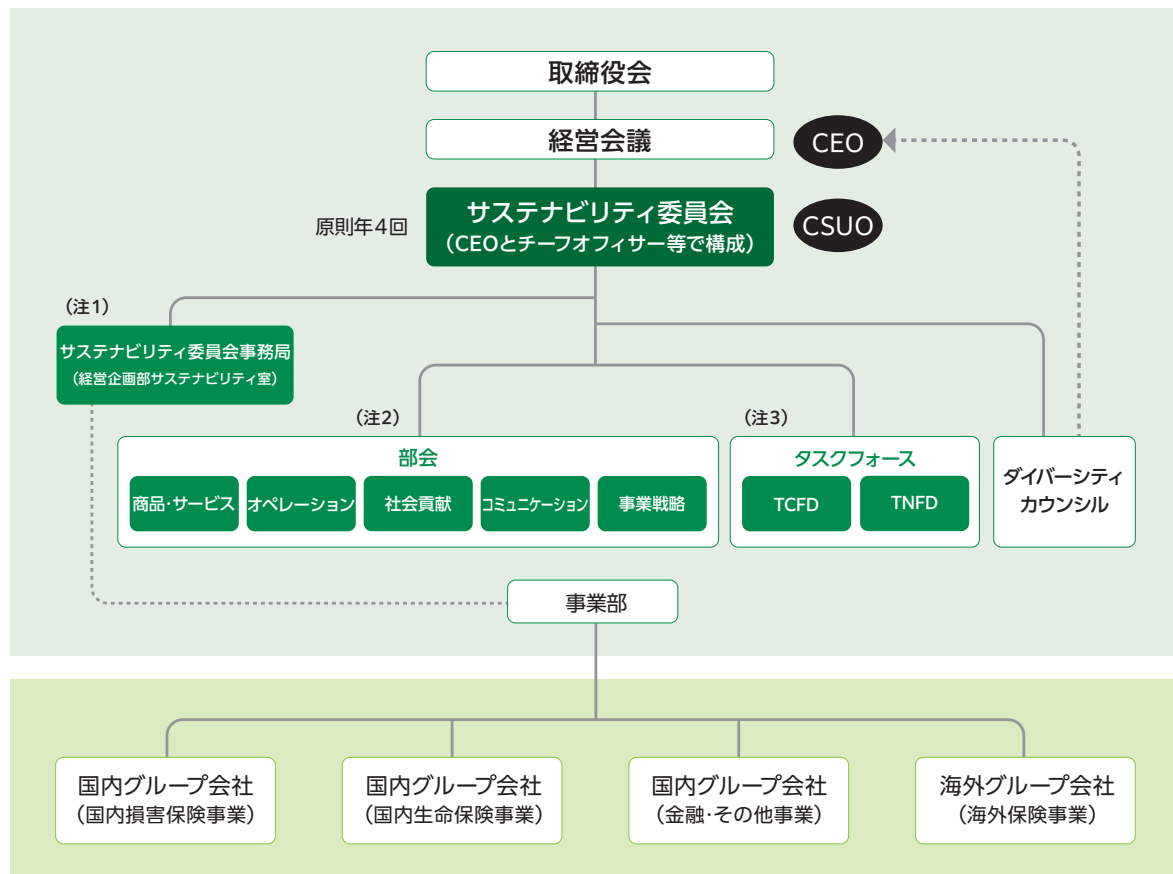 取締役会
経営会議
CEO
原則年4回
サステナビリティ委員会
(CEOとチーフオフィサー等で構成)
CSUO
(注1)
サステナビリティ委員会事務局
(経営企画部サステナビリティ室)
(注2)
部会
商品・サービス
オペレーション
社会貢献
コミュニケーション
事業戦略
(注3)
タスクフォース
TCFD
TNFD
ダイバーシティ
カウンシル
事業部
国内グループ会社
(国内損害保険事業)
国内グループ会社
(国内生命保険事業)
国内グループ会社
(金融・その他事業)
海外グループ会社
(海外保険事業)